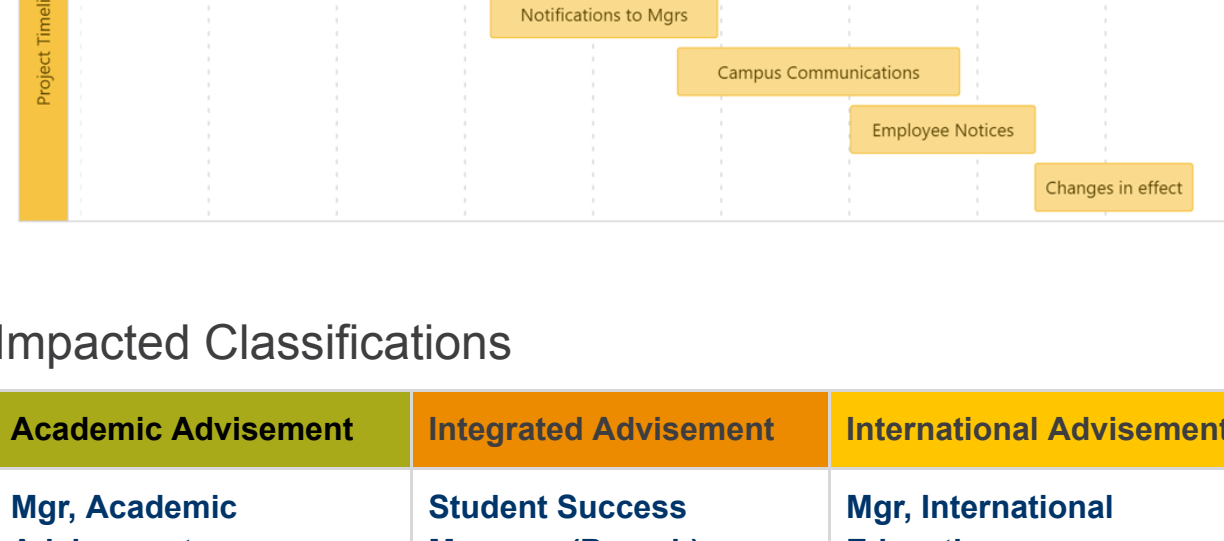 Project
Notifications to Mgrs
Campus Communications
Employee Notices
Changes in effect
Impacted Classifications
Academic Advisement
Integrated Advisement
International Advisement
Mgr, Academic
Student Success
Mgr, International